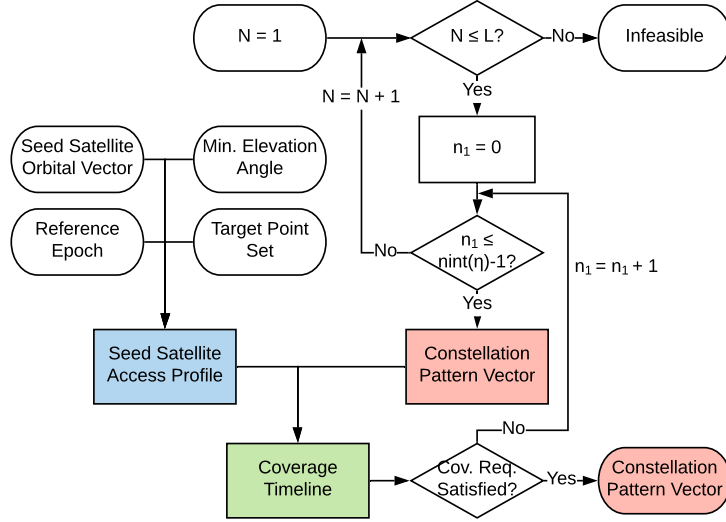 N = 1
N ≤ L?
No
Infeasible
Yes
N = N + 1
n₁ = 0
Seed Satellite
Orbital Vector
Min. Elevation
Angle
Reference
Epoch
Target Point
Set
No
n₁ ≤
nint(η)-1?
n₁ = n₁ + 1
Yes
Seed Satellite
Access Profile
Constellation
Pattern Vector
No
Coverage
Timeline
Cov. Req.
Satisfied?
Yes
Constellation
Pattern Vector